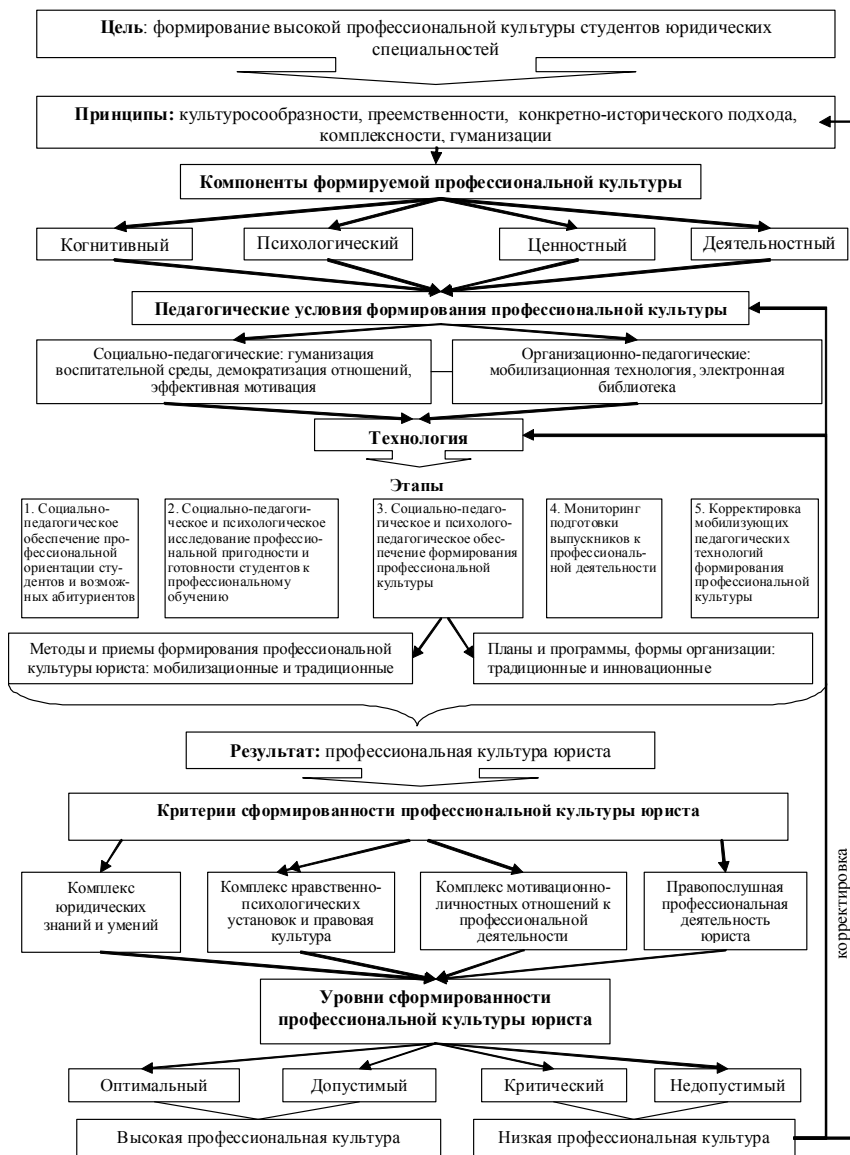 Цель: формирование высокой профессиональной культуры студентов юридических
специальностей
Принципы: культуросообразности, преемственности, конкретно-исторического подхода,
комплексности, гуманизации
Компоненты формируемой профессиональной культуры
Когнитивный
Психологический
Ценностный
Деятельностный
Педагогические условия формирования профессиональной культуры
Социально-педагогические: гуманизация
воспитательной среды, демократизация отношений,
эффективная мотивация
Организационно-педагогические:
мобилизационная технология, электронная
библиотека
Технология
Этапы
1. Социально-
педагогическое
обеспечение про-
фессиональной
ориентации сту-
дентов и возмож-
ных абитуриентов
2. Социально-педагоги-
ческое и психологическое
исследование профессио-
нальной пригодности и
готовности студентов к
профессиональному
обучению
3. Социально-педаго-
гическое и психолого-
педагогическое обес-
печение формирования
профессиональной
культуры
4. Мониторинг
подготовки
выпускников к
профессиональ-
ной деятельности
5. Корректировка
мобилизующих
педагогических
технологий
формирования
профессиональной
культуры
Методы и приемы формирования профессиональной
культуры юриста: мобилизационные и традиционные
Планы и программы, формы организации:
традиционные и инновационные
Результат: профессиональная культура юриста
Критерии сформированности профессиональной культуры юриста
Комплекс
юридических
знаний и умений
Комплекс нравственно-
психологических
установок и правовая
культура
Комплекс мотивационно-
личностных отношений к
профессиональной
деятельности
Правопослушная
профессиональная
деятельность
юриста
корректировка
Уровни сформированности
профессиональной культуры юриста
Оптимальный
Допустимый
Критический
Недопустимый
Высокая профессиональная культура
Низкая профессиональная культура